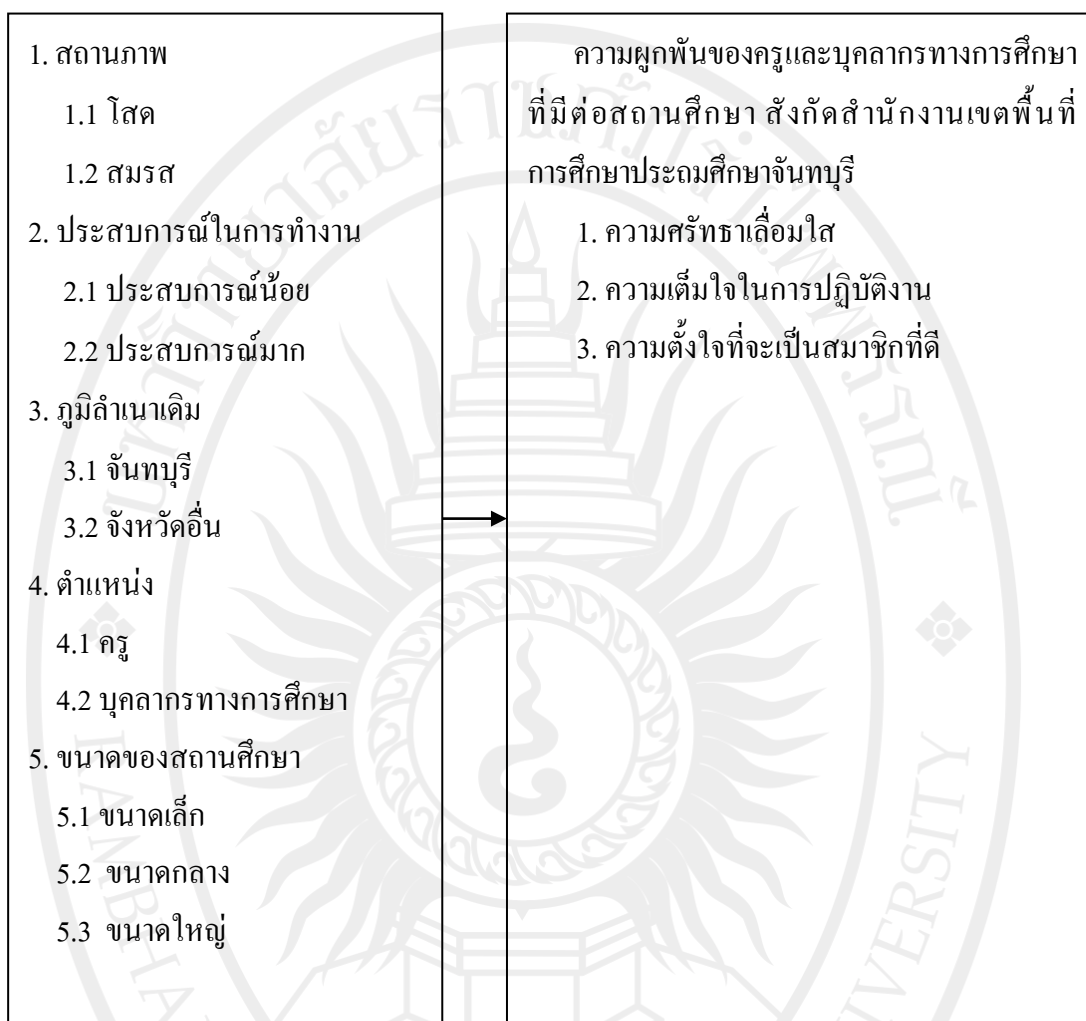 1. สถานภาพ
1.1 โสด
1.2 สมรส
2. ประสบการณ์ในการทำงาน
2.1 ประสบการณ์น้อย
2.2 ประสบการณ์มาก
3. ภูมิลำเนาเดิม
3.1 จันทบุรี
3.2 จังหวัดอื่น
4. ตำแหน่ง
4.1 ครู
4.2 บุคลากรทางการศึกษา
5. ขนาดของสถานศึกษา
5.1 ขนาดเล็ก
5.2 ขนาดกลาง
5.3 ขนาดใหญ่
ความผูกพันของครูและบุคลากรทางการศึกษา
ที่มีต่อสถานศึกษา สังกัดสำนักงานเขตพื้นที่
การศึกษาประถมศึกษาจันทบุรี
1. ความศรัทธาเลื่อมใส
2. ความเต็มใจในการปฏิบัติงาน
3. ความตั้งใจที่จะเป็นสมาชิกที่ดี